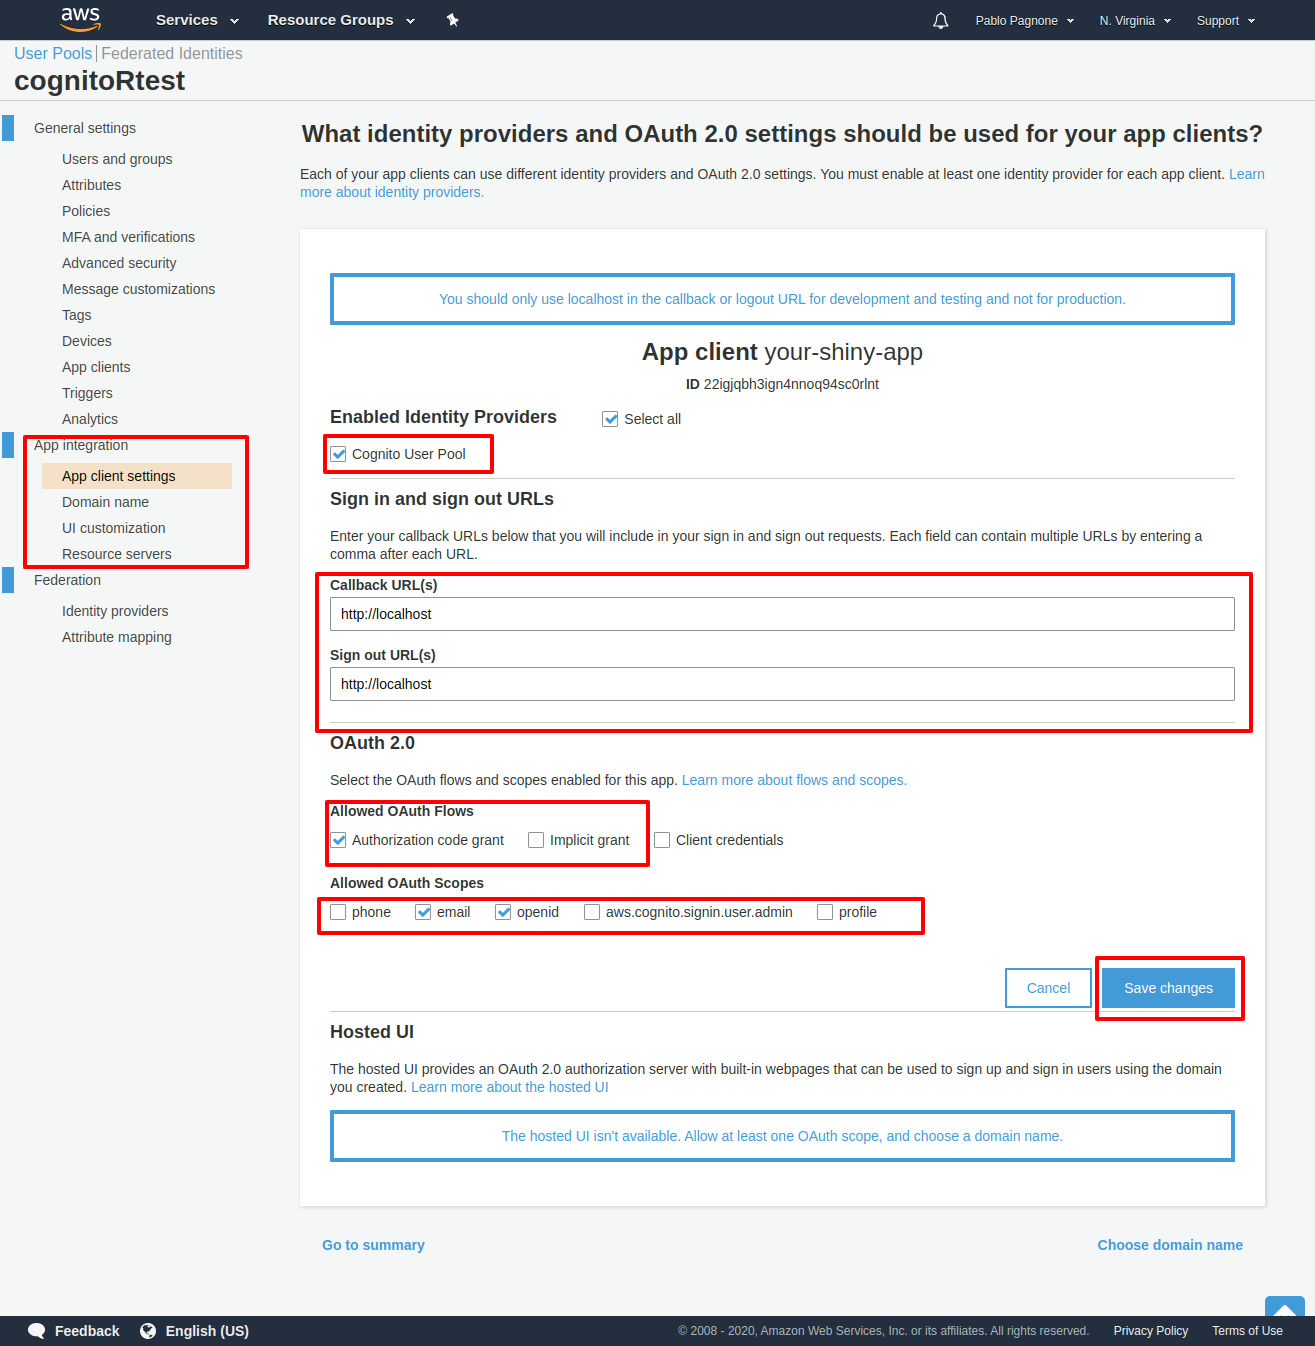 aws Services Resource Groups Pablo Pagnone N. Virginia Support
User Pools Federated Identities
cognitoRtest
General settings
Users and groups
Attributes
Policies
MFA and verifications
Advanced security
Message customizations
Tags
Devices
App clients
Triggers
Analytics
App integration
App client settings
Domain name
UI customization
Resource servers
Federation
Identity providers
Attribute mapping
What identity providers and OAuth 2.0 settings should be used for your app clients?
Each of your app clients can use different identity providers and OAuth 2.0 settings. You must enable at least one identity provider for each app client. Learn
more about identity providers.
You should only use localhost in the callback or logout URL for development and testing and not for production.
App client your-shiny-app
ID 22igjqbh3ign4nnoq94sc0rlnt
Enabled Identity Providers Select all
Cognito User Pool
Sign in and sign out URLs
Enter your callback URLs below that you will include in your sign in and sign out requests. Each field can contain multiple URLs by entering a
comma after each URL.
Callback URL(s)
http://localhost
Sign out URL(s)
http://localhost
OAuth 2.0
Select the OAuth flows and scopes enabled for this app. Learn more about flows and scopes.
Allowed OAuth Flows
Authorization code grant Implicit grant Client credentials
Allowed OAuth Scopes
phone email openid aws.cognito.signin.user.admin profile
Cancel Save changes
Hosted UI
The hosted UI provides an OAuth 2.0 authorization server with built-in webpages that can be used to sign up and sign in users using the domain
you created. Learn more about the hosted UI
The hosted UI isn't available. Allow at least one OAuth scope, and choose a domain name.
Go to summary Choose domain name
Feedback English (US) © 2008 - 2020, Amazon Web Services, Inc. or its affiliates. All rights reserved. Privacy Policy Terms of Use